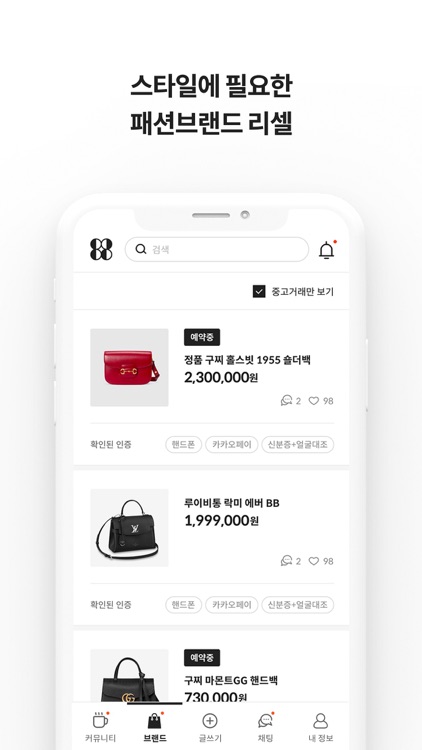 스타일에 필요한
패션브랜드 리셀
88
검색
중고거래만 보기
예약중
정품 구찌 홀스빗 1955 숄더백
2,300,000원
2 98
확인된 인증 핸드폰 카카오페이 신분증+얼굴대조
루이비통 락미 에버 BB
1,999,000원
2 98
확인된 인증 핸드폰 카카오페이 신분증+얼굴대조
예약중
구찌 마몬트GG 핸드백
730,000원
커뮤니티 브랜드 글쓰기 채팅 내 정보